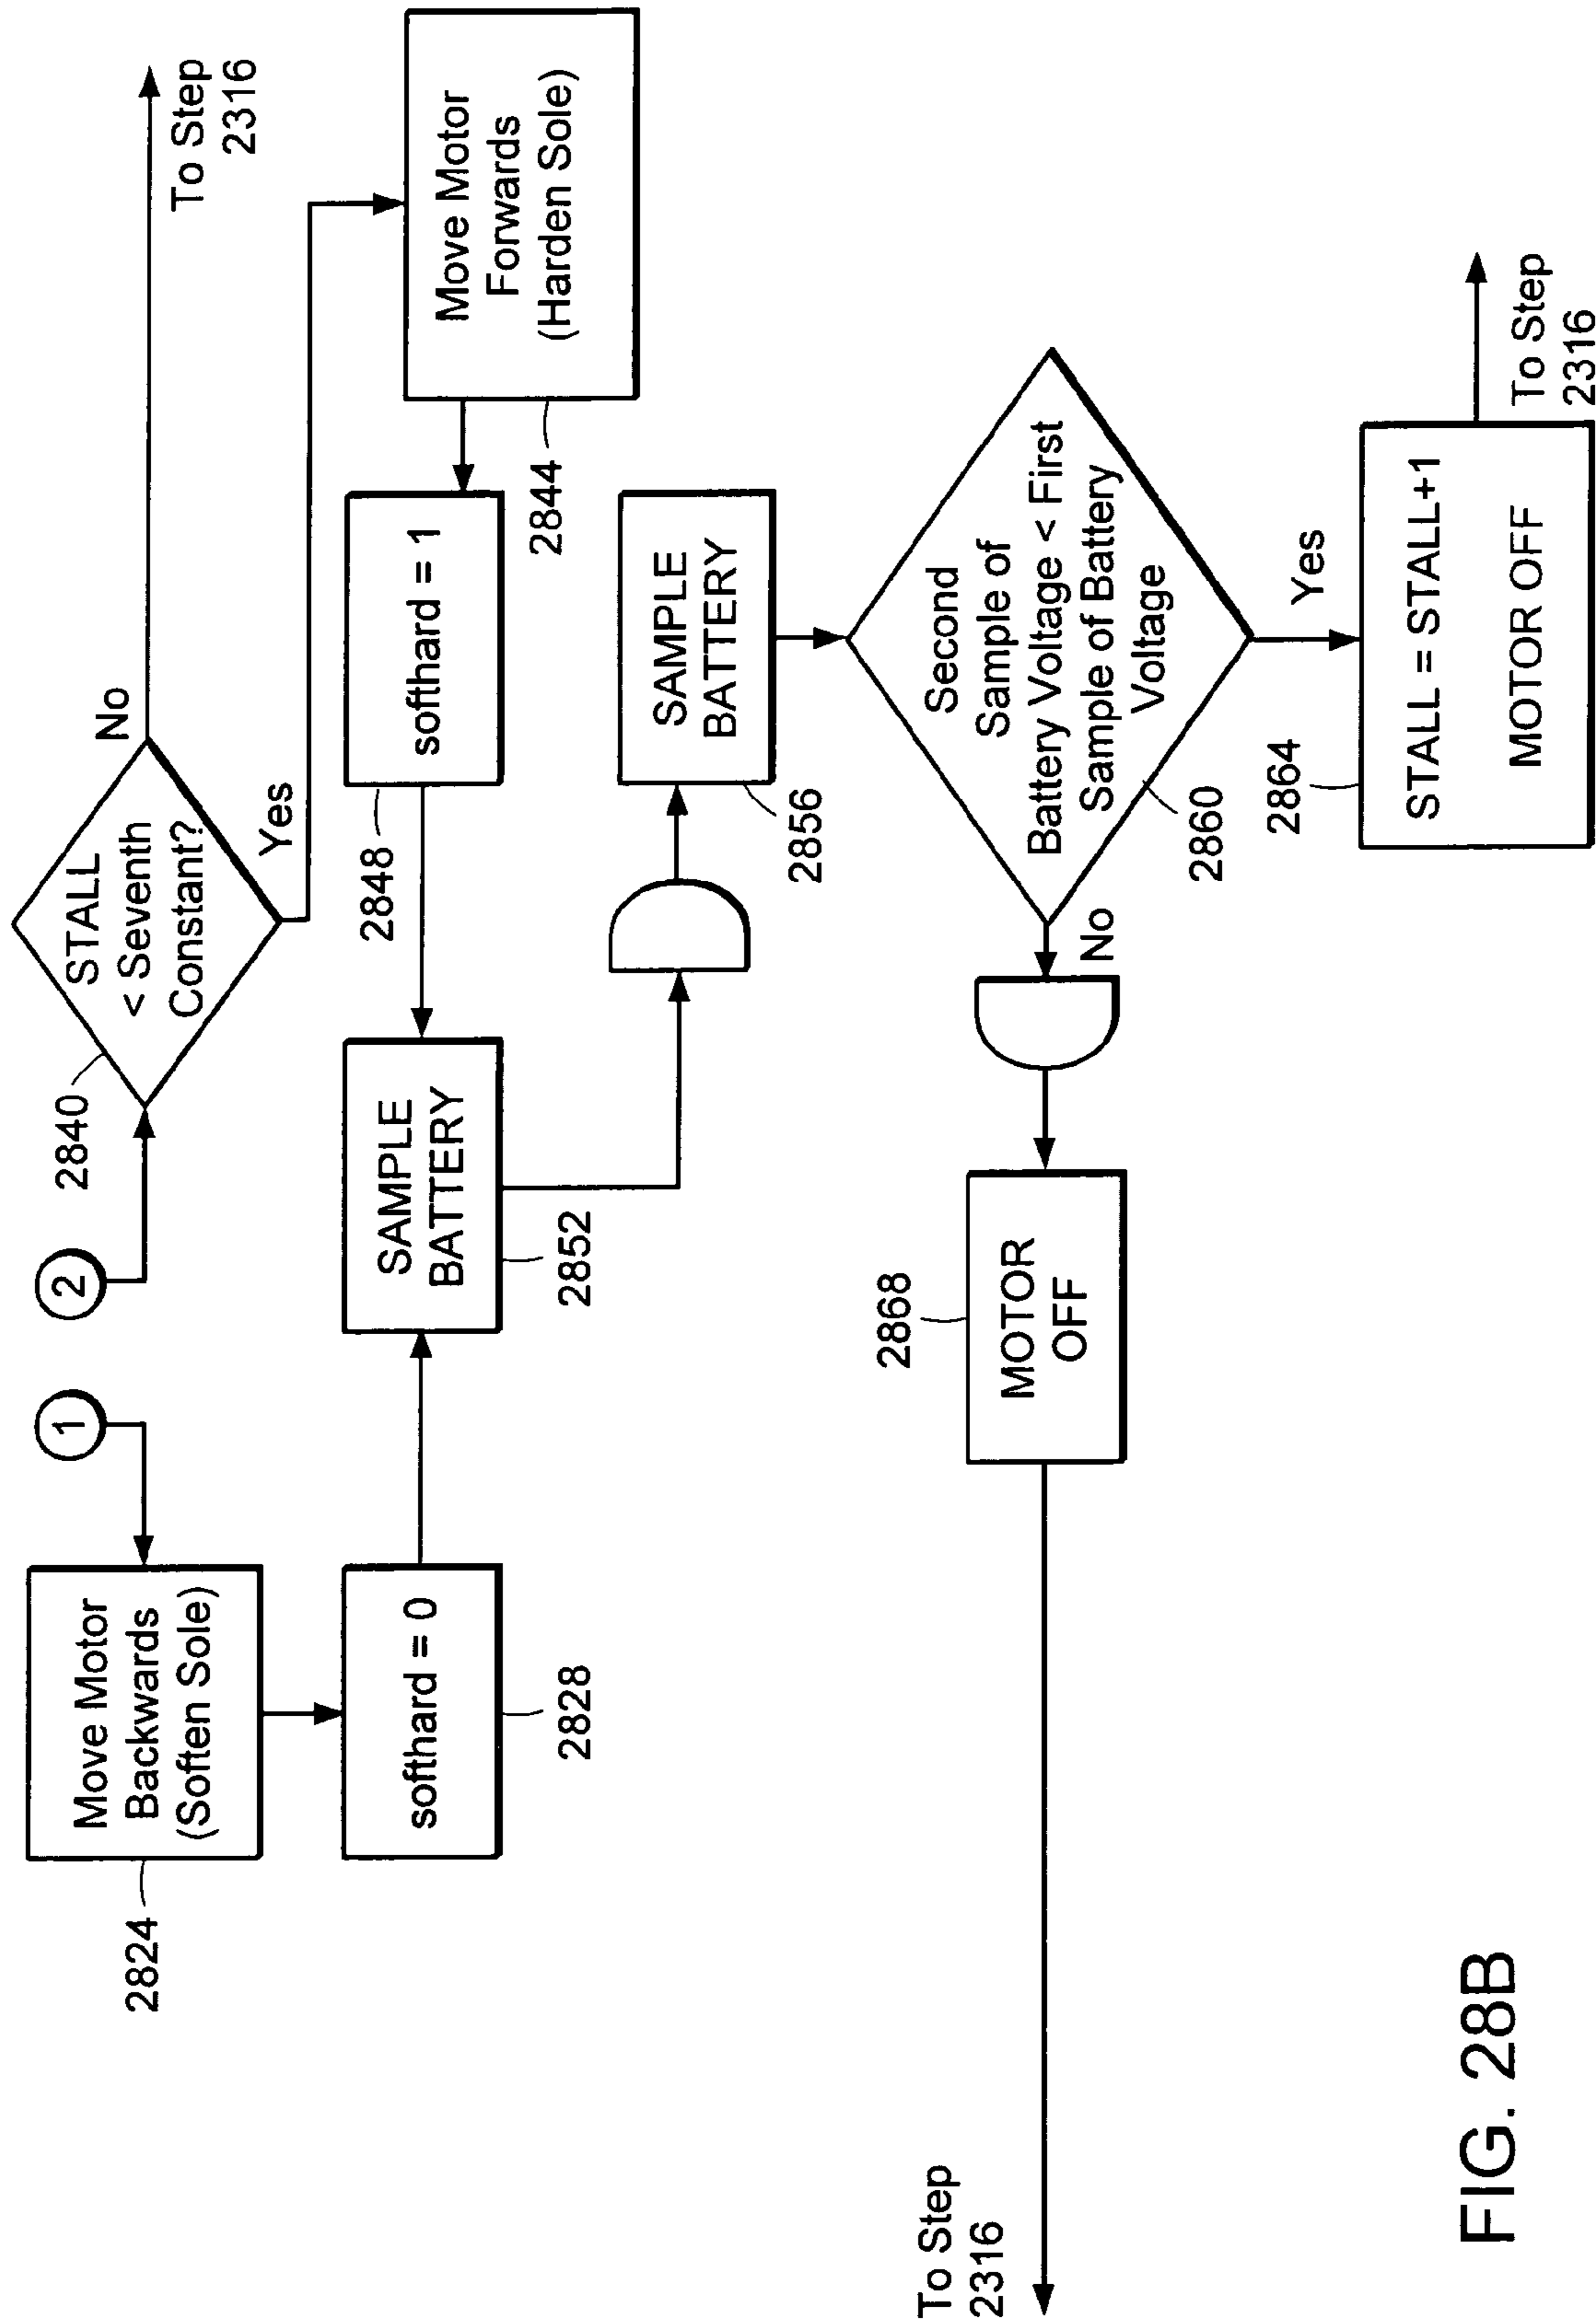 1
2
2824
Move Motor
Backwards
(Soften Sole)
2840
STALL
< Seventh
Constant?
No
To Step
2316
Yes
softhard = 0
2828
SAMPLE
BATTERY
2852
2848
softhard = 1
Move Motor
Forwards
(Harden Sole)
2844
SAMPLE
BATTERY
2856
Second
Sample of
Battery Voltage < First
Sample of Battery
Voltage
2860
No
Yes
2868
MOTOR
OFF
To Step
2316
2864
STALL = STALL+1
MOTOR OFF
To Step
2316
FIG. 28B